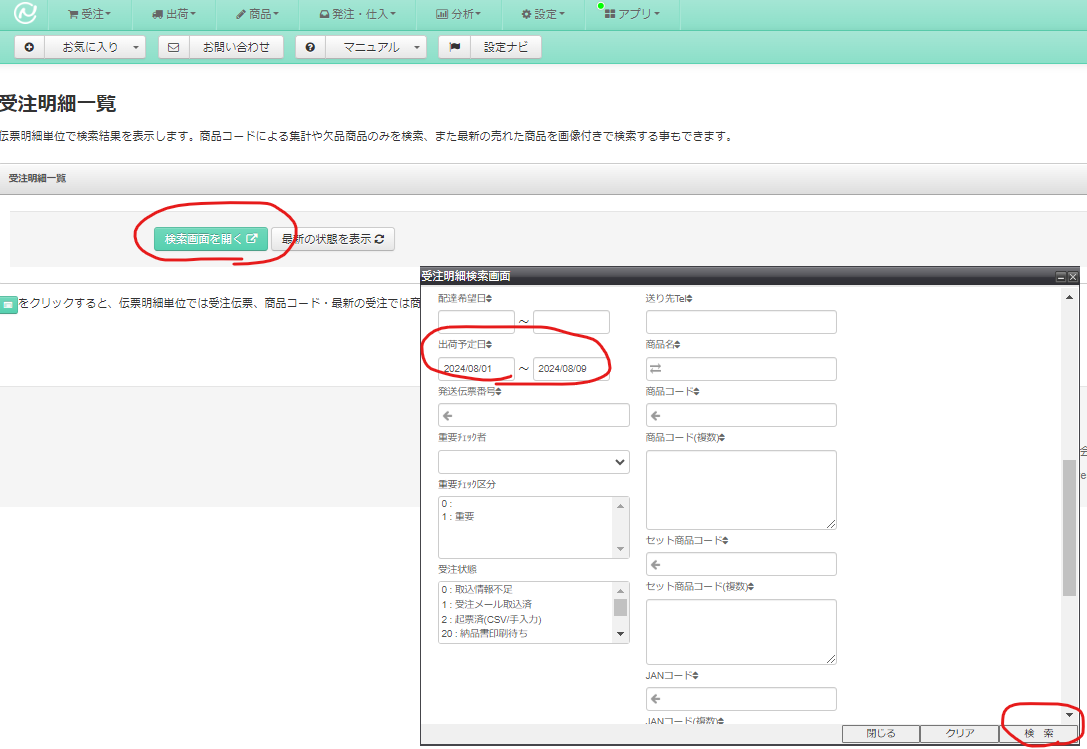 受注 出荷 商品 発注・仕入 分析 設定 アプリ
お気に入り お問い合わせ マニュアル 設定ナビ
受注明細一覧
伝票明細単位で検索結果を表示します。商品コードによる集計や欠品商品のみを検索、また最新の売れた商品を画像付きで検索する事もできます。
受注明細一覧
検索画面を開く 最新の状態を表示
をクリックすると、伝票明細単位では受注伝票、商品コード・最新の受注では商
受注明細検索画面
配達希望日
～
出荷予定日
2024/08/01 ～ 2024/08/09
発送伝票番号
重要ﾁｪｯｸ者
重要ﾁｪｯｸ区分
0 :
1 : 重要
受注状態
0 : 取込情報不足
1 : 受注メール取込済
2 : 起票済(CSV/手入力)
20 : 納品書印刷待ち
送り先Tel
商品名
商品コード
商品コード(複数)
セット商品コード
セット商品コード(複数)
JANコード
JANコード(複数)
閉じる クリア 検 索